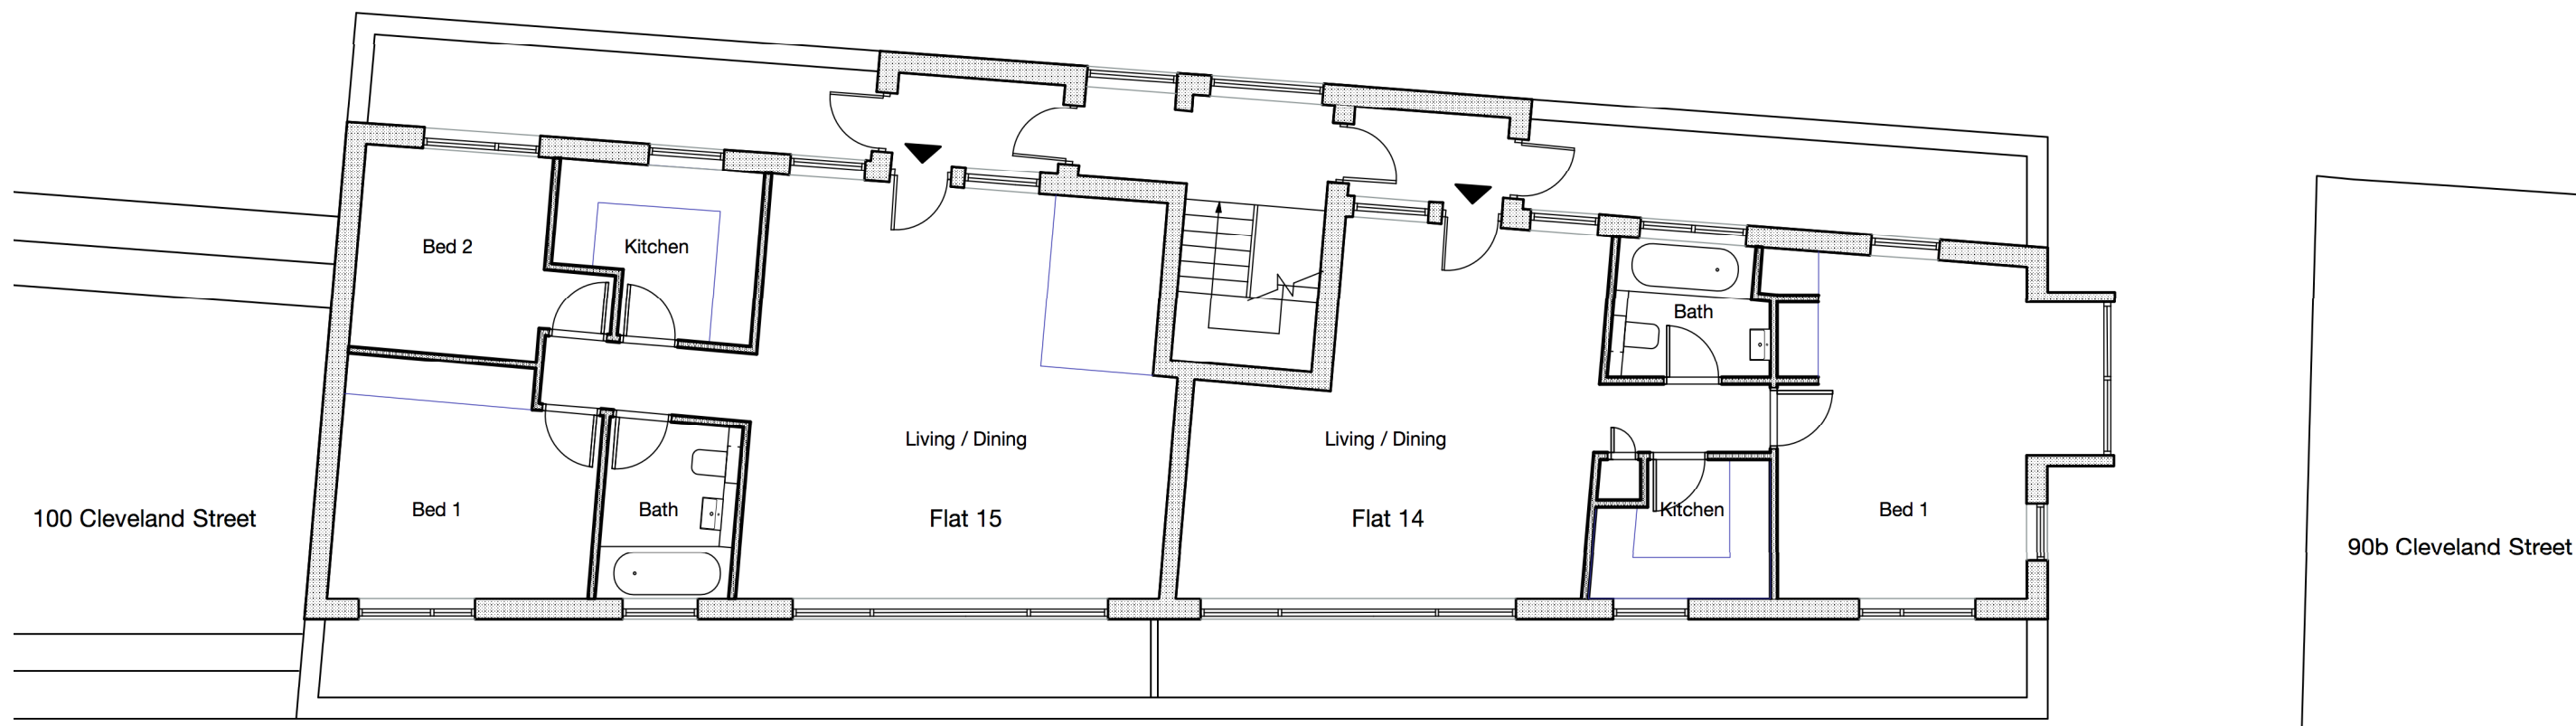 Bed 2
Kitchen
Bath
Living / Dining
Living / Dining
Bed 1
Bath
Kitchen
Bed 1
100 Cleveland Street
Flat 15
Flat 14
90b Cleveland Street